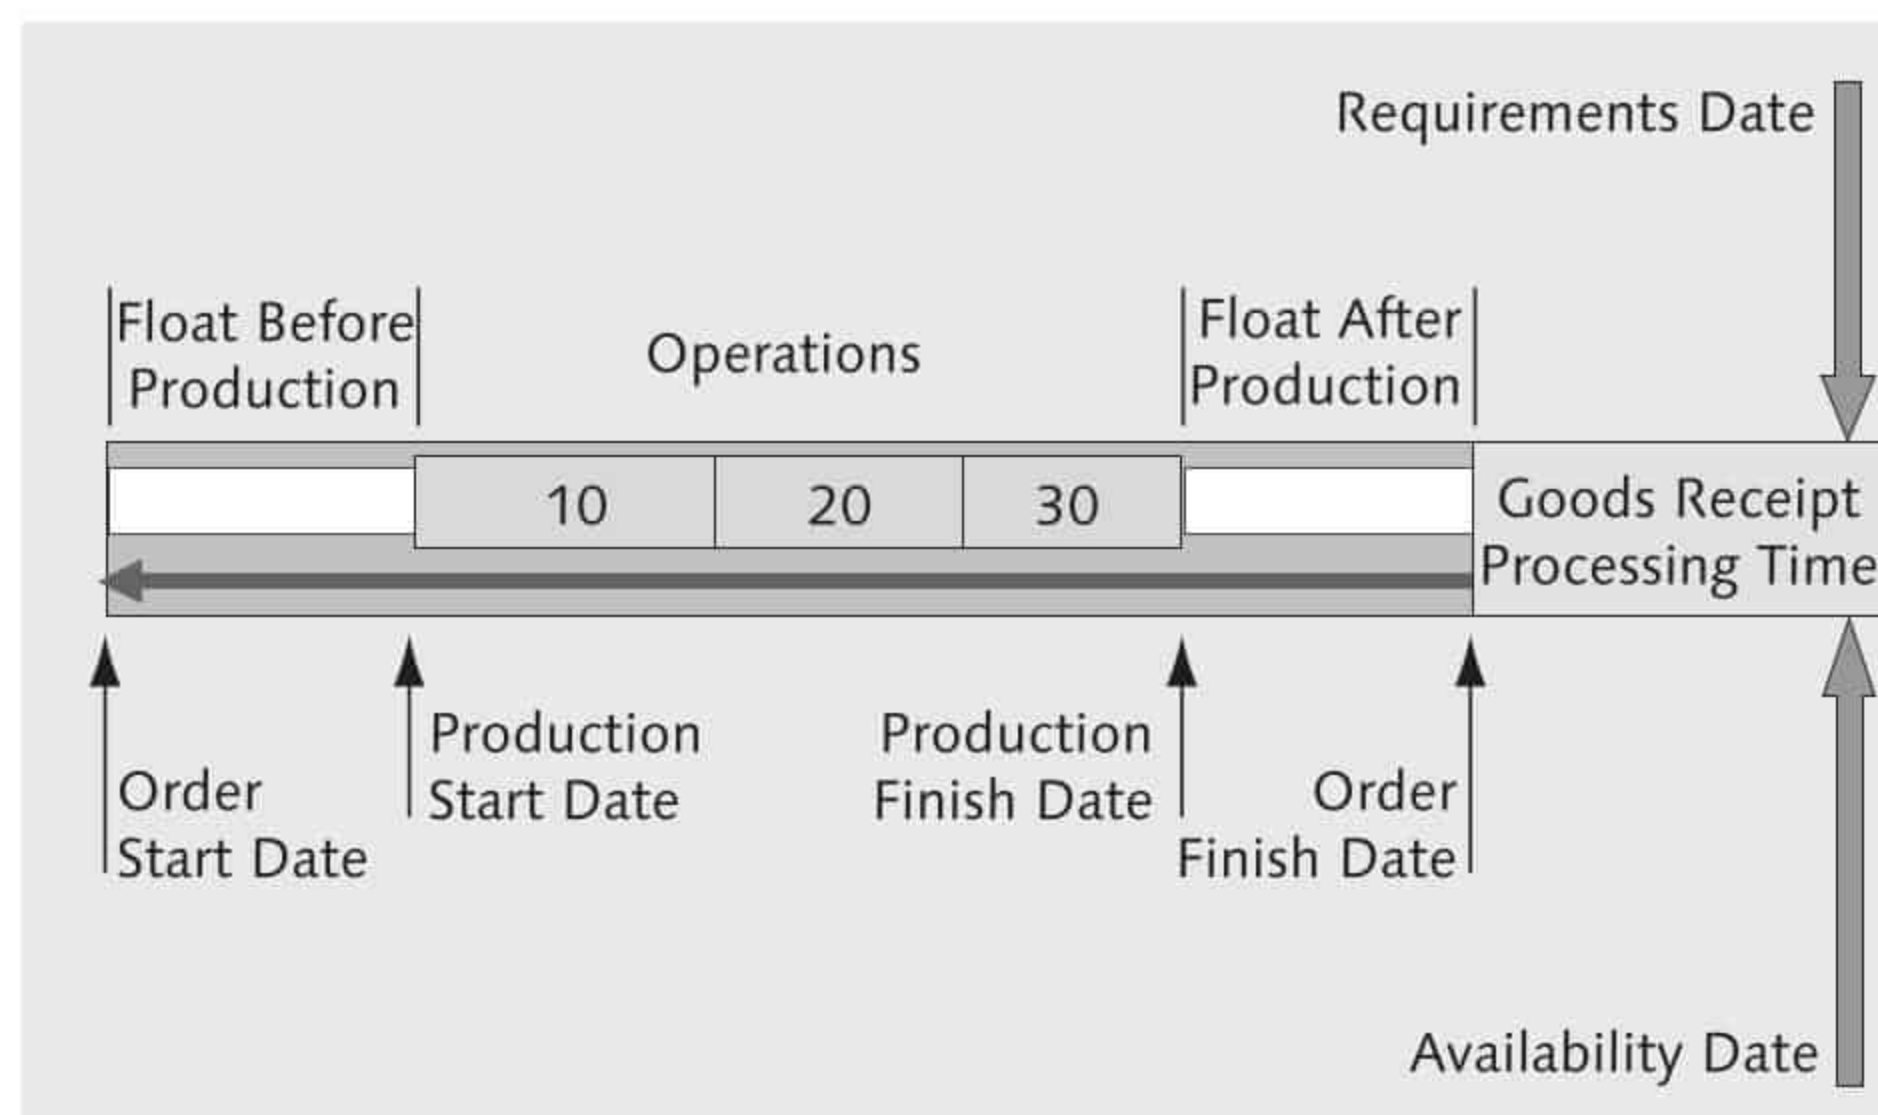 Requirements Date
Float Before
Production
Operations
Float After
Production
10
20
30
Goods Receipt
Processing Time
Order
Start Date
Production
Start Date
Production
Finish Date
Order
Finish Date
Availability Date